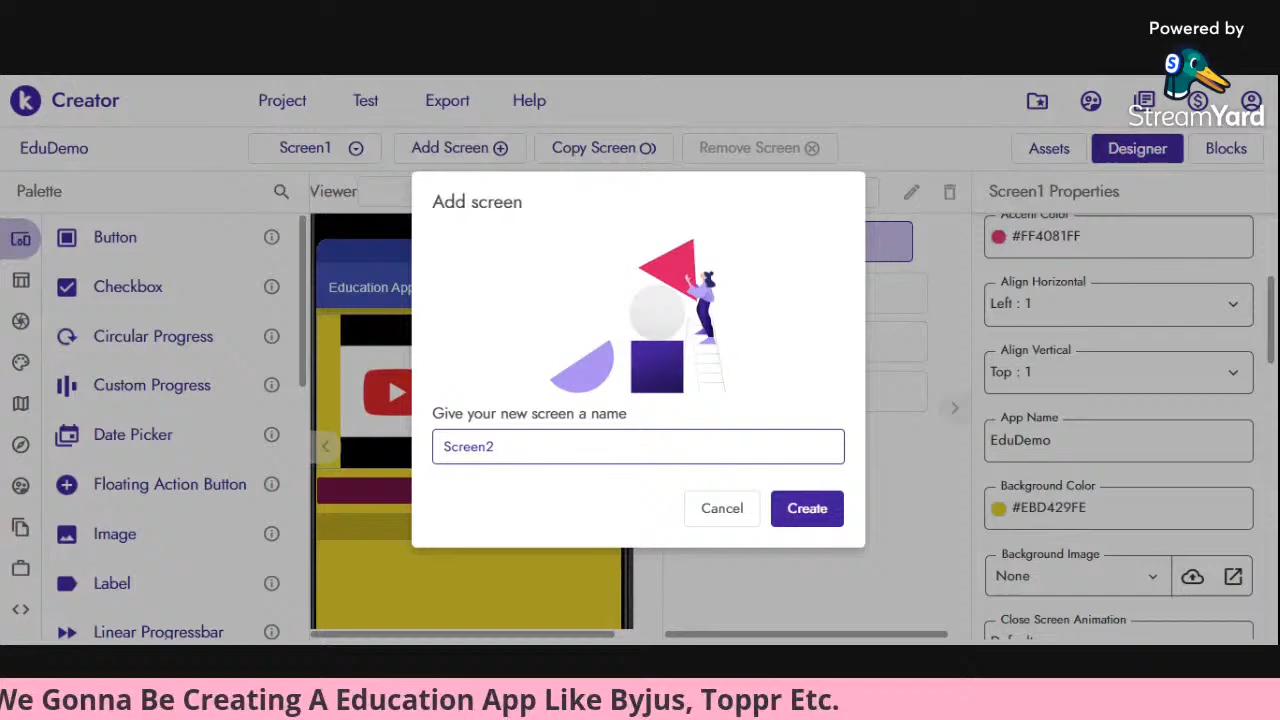 Powered by
StreamYard
Creator
Project
Test
Export
Help
EduDemo
Screen1
Add Screen
Copy Screen
Remove Screen
Assets
Designer
Blocks
Palette
Viewer
Screen1 Properties
Button
Checkbox
Circular Progress
Custom Progress
Date Picker
Floating Action Button
Image
Label
Linear Progressbar
Education App
Add screen
Give your new screen a name
Screen2
Cancel
Create
Accent Color
#FF4081FF
Align Horizontal
Left : 1
Align Vertical
Top : 1
App Name
EduDemo
Background Color
#EBD429FE
Background Image
None
Close Screen Animation
We Gonna Be Creating A Education App Like Byjus, Toppr Etc.